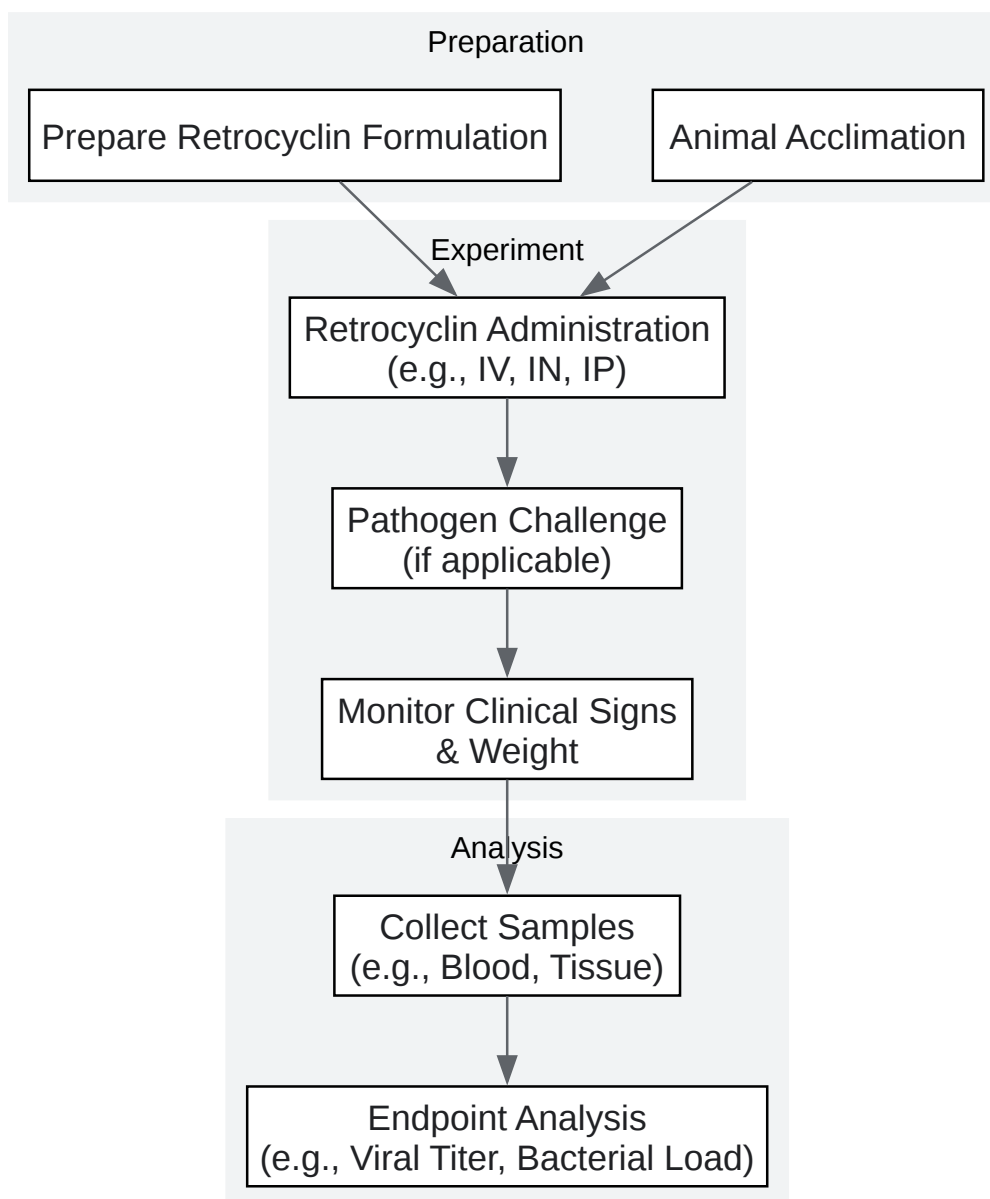 Preparation
Prepare Retrocyclin Formulation
Animal Acclimation
Experiment
Retrocyclin Administration
(e.g., IV, IN, IP)
Pathogen Challenge
(if applicable)
Monitor Clinical Signs
& Weight
Analysis
Collect Samples
(e.g., Blood, Tissue)
Endpoint Analysis
(e.g., Viral Titer, Bacterial Load)